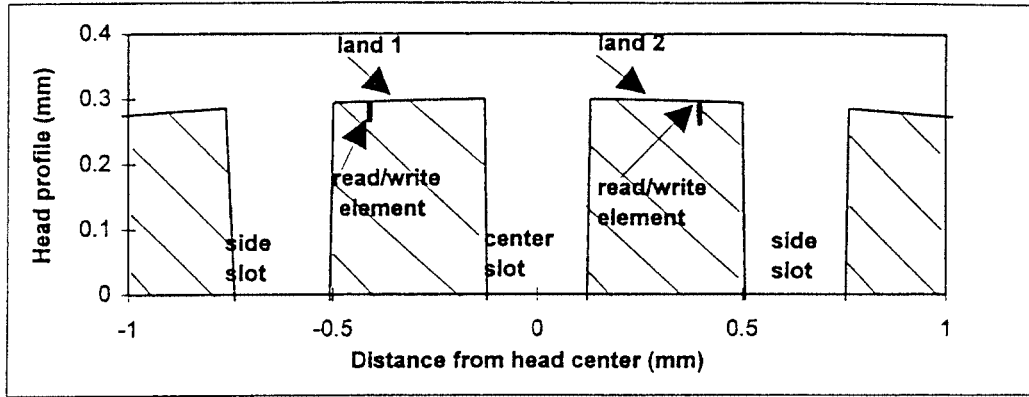 0.4
land 1
land 2
0.3
0.2
read/write
element
read/write
element
0.1
side
slot
center
slot
side
slot
0
-1
-0.5
0
0.5
1
Distance from head center (mm)
Head profile (mm)